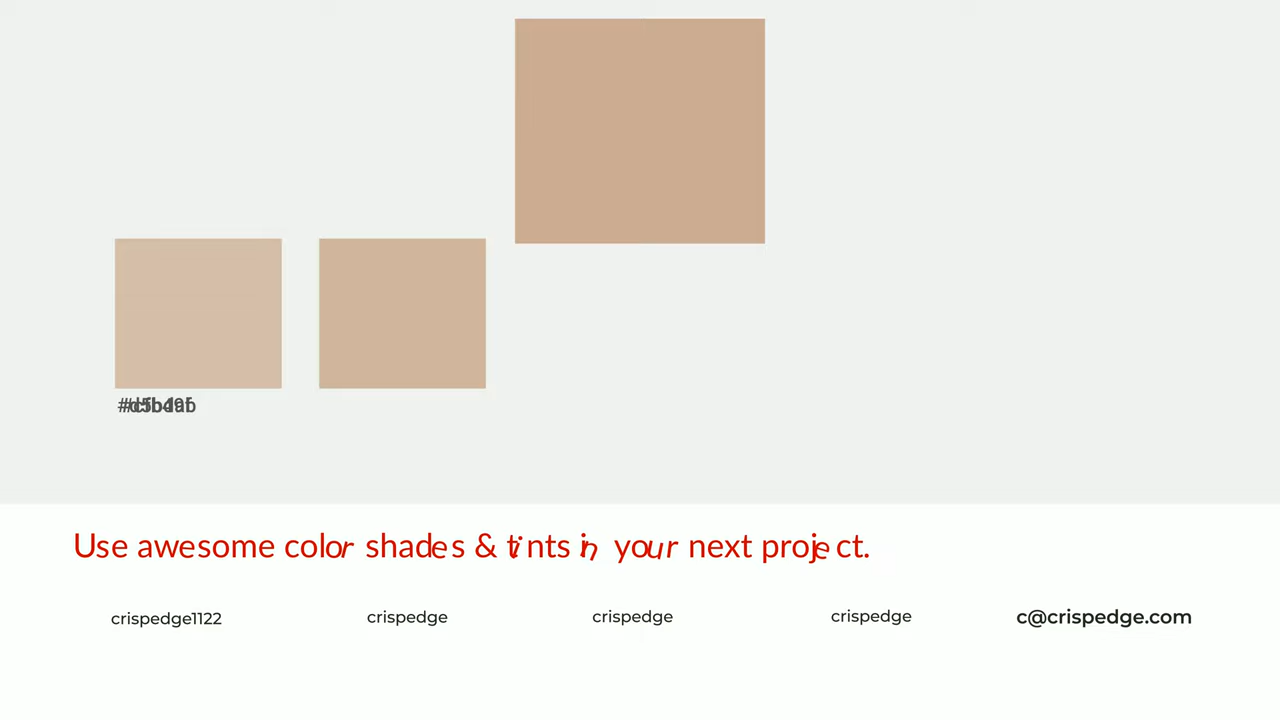 Use awesome color shades & tints in your next project.
crispedge1122 crispedge crispedge crispedge c@crispedge.com